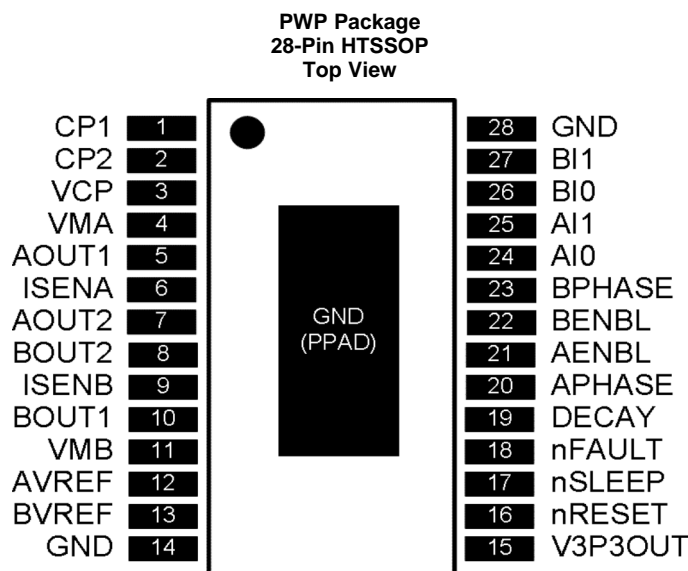 PWP Package
28-Pin HTSSOP
Top View
CP1 1 28 GND
CP2 2 27 BI1
VCP 3 26 BI0
VMA 4 25 AI1
AOUT1 5 24 AI0
ISENA 6 23 BPHASE
AOUT2 7 22 BENBL
BOUT2 8 21 AENBL
ISENB 9 20 APHASE
BOUT1 10 19 DECAY
VMB 11 18 nFAULT
AVREF 12 17 nSLEEP
BVREF 13 16 nRESET
GND 14 15 V3P3OUT
GND
(PPAD)